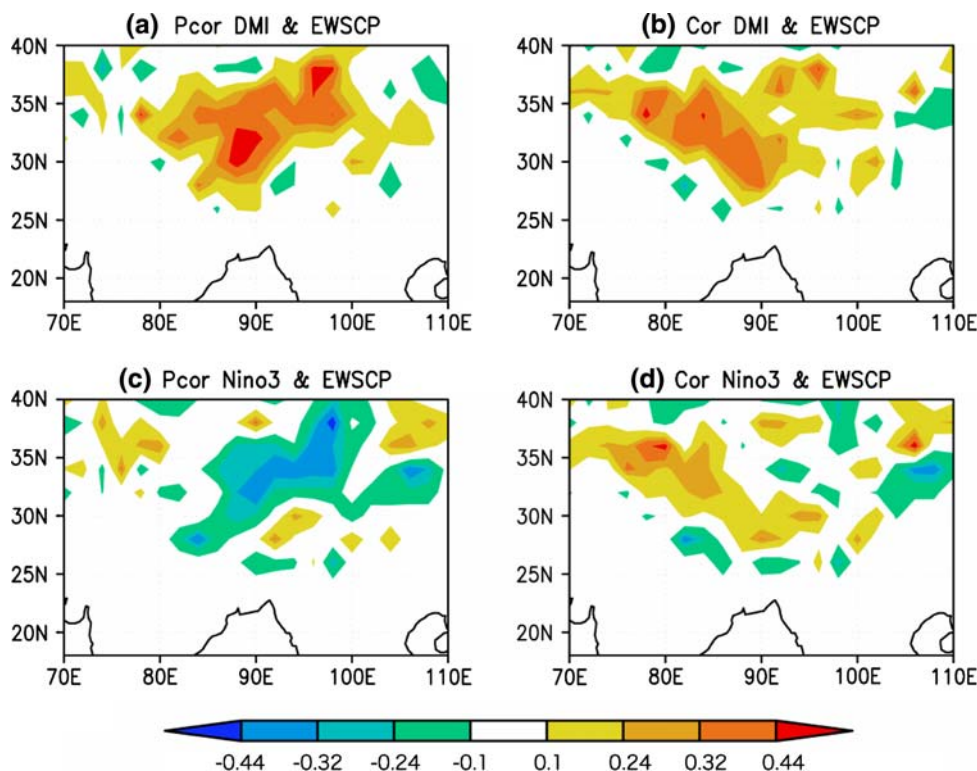 (a) Pcor DMI & EWSCP
40N
35N
30N
25N
20N
70E 80E 90E 100E 110E
(b) Cor DMI & EWSCP
40N
35N
30N
25N
20N
70E 80E 90E 100E 110E
(c) Pcor Nino3 & EWSCP
40N
35N
30N
25N
20N
70E 80E 90E 100E 110E
(d) Cor Nino3 & EWSCP
40N
35N
30N
25N
20N
70E 80E 90E 100E 110E
-0.44 -0.32 -0.24 -0.1 0.1 0.24 0.32 0.44